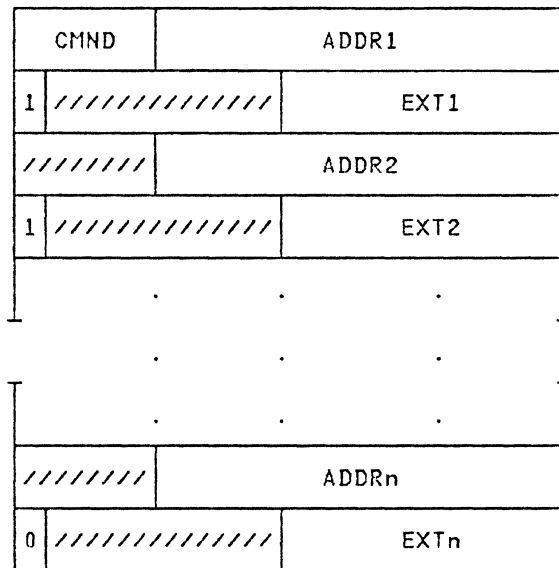 CMND ADDR1
1 ////////////// EXT1
//////// ADDR2
1 ////////////// EXT2
. . .
. . .
. . .
//////// ADDRn
0 ////////////// EXTn